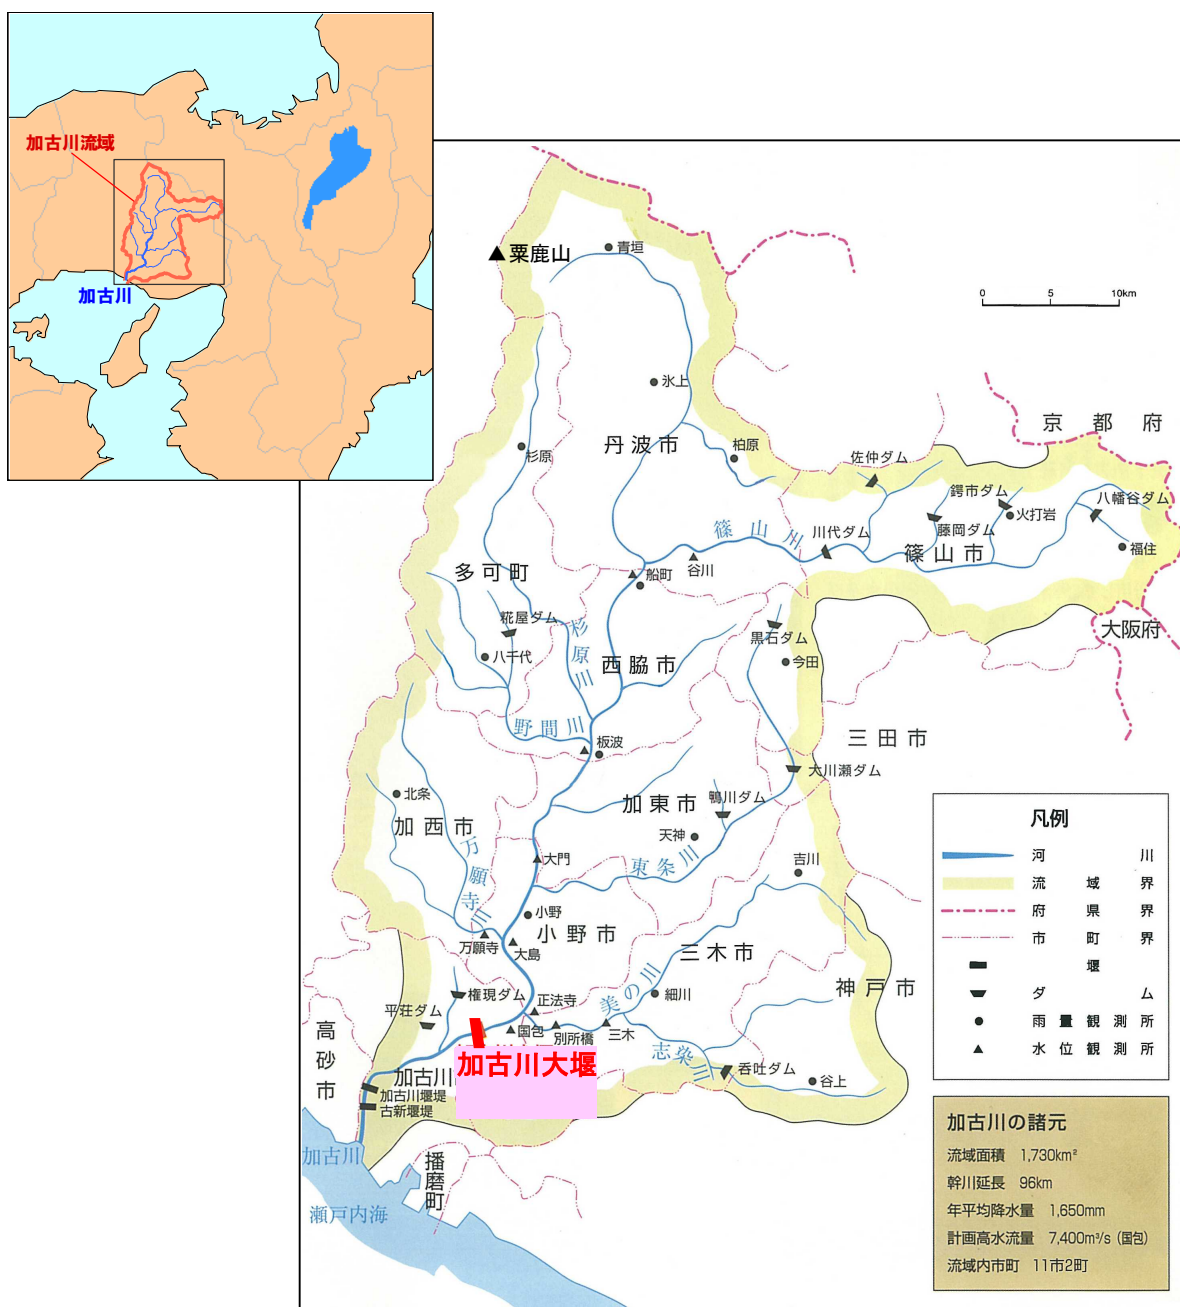 加古川流域
加古川
粟鹿山
青垣
0 5 10km
氷上
京都府
丹波市
柏原
杉原
佐仲ダム
鍔市ダム
八幡谷ダム
火打岩
藤岡ダム
川代ダム
篠山川
篠山市
福住
谷川
船町
多可町
糀屋ダム
杉原川
八千代
西脇市
黒石ダム
今田
大阪府
野間川
板波
三田市
大川瀬ダム
北条
加西市
加東市
鴨川ダム
天神
万願寺川
大門
東条川
吉川
小野
小野市
万願寺
大島
三木市
神戸市
美の川
細川
権現ダム
平荘ダム
正法寺
国包
別所橋
三木
志染川
呑吐ダム
谷上
高砂市
加古川
加古川大堰
加古川堰堤
古新堰堤
加古川
播磨町
瀬戸内海
凡例
河川
流域界
府県界
市町界
堰
ダム
雨量観測所
水位観測所
加古川の諸元
流域面積 1,730km²
幹川延長 96km
年平均降水量 1,650mm
計画高水流量 7,400m³/s (国包)
流域内市町 11市2町